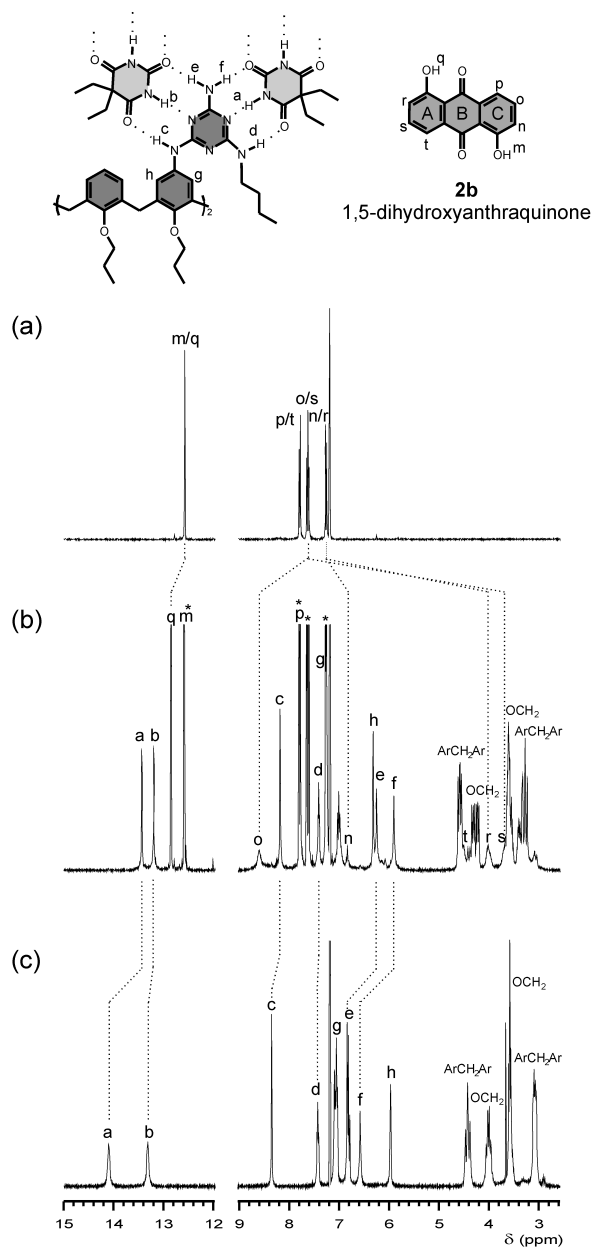 O H N O O H N O
e f
H N H
N H b a H N
O N N O
c d
H N N N H
h g
2
O O
q
OH O p
r A B C o
s n
t O OH m
2b
1,5-dihydroxyanthraquinone
(a)
m/q
o/s
p/t n/r
(b)
* *
q m p * *
g
c
a b d
h
e
f
OCH2
ArCH2Ar
ArCH2Ar
OCH2
o n t r s
(c)
c
g e
d f
h
a b
OCH2
ArCH2Ar
ArCH2Ar
OCH2
15 14 13 12 9 8 7 6 5 4 3
δ (ppm)